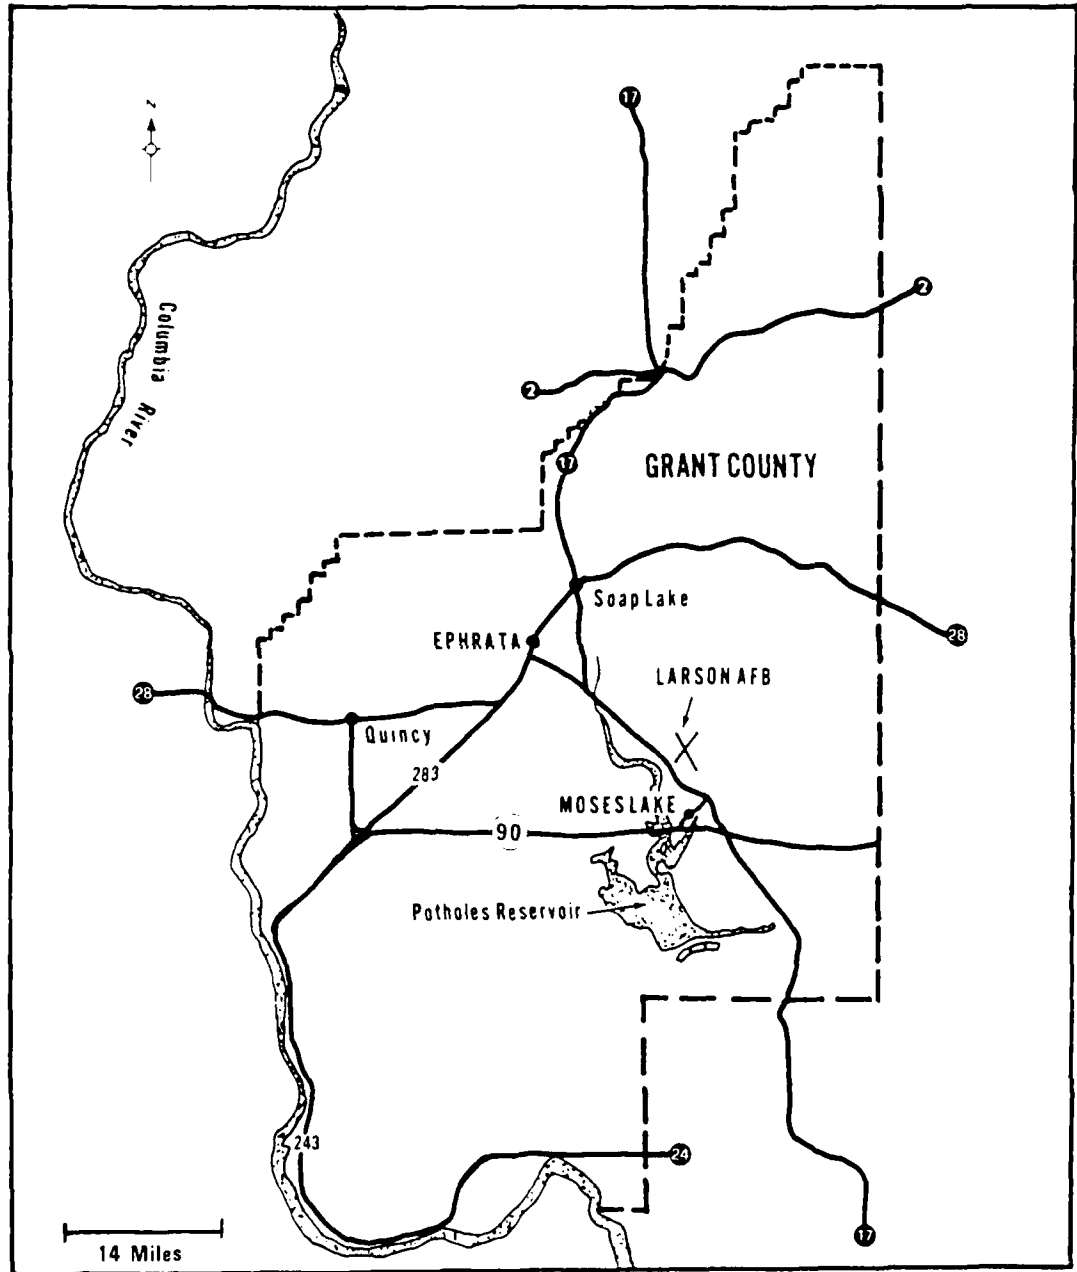 17
z
2
Columbia River
2
17
GRANT COUNTY
Soap Lake
EPHRATA
28
LARSON AFB
28
Quincy
283
MOSES LAKE
90
Potholes Reservoir
243
24
17
14 Miles